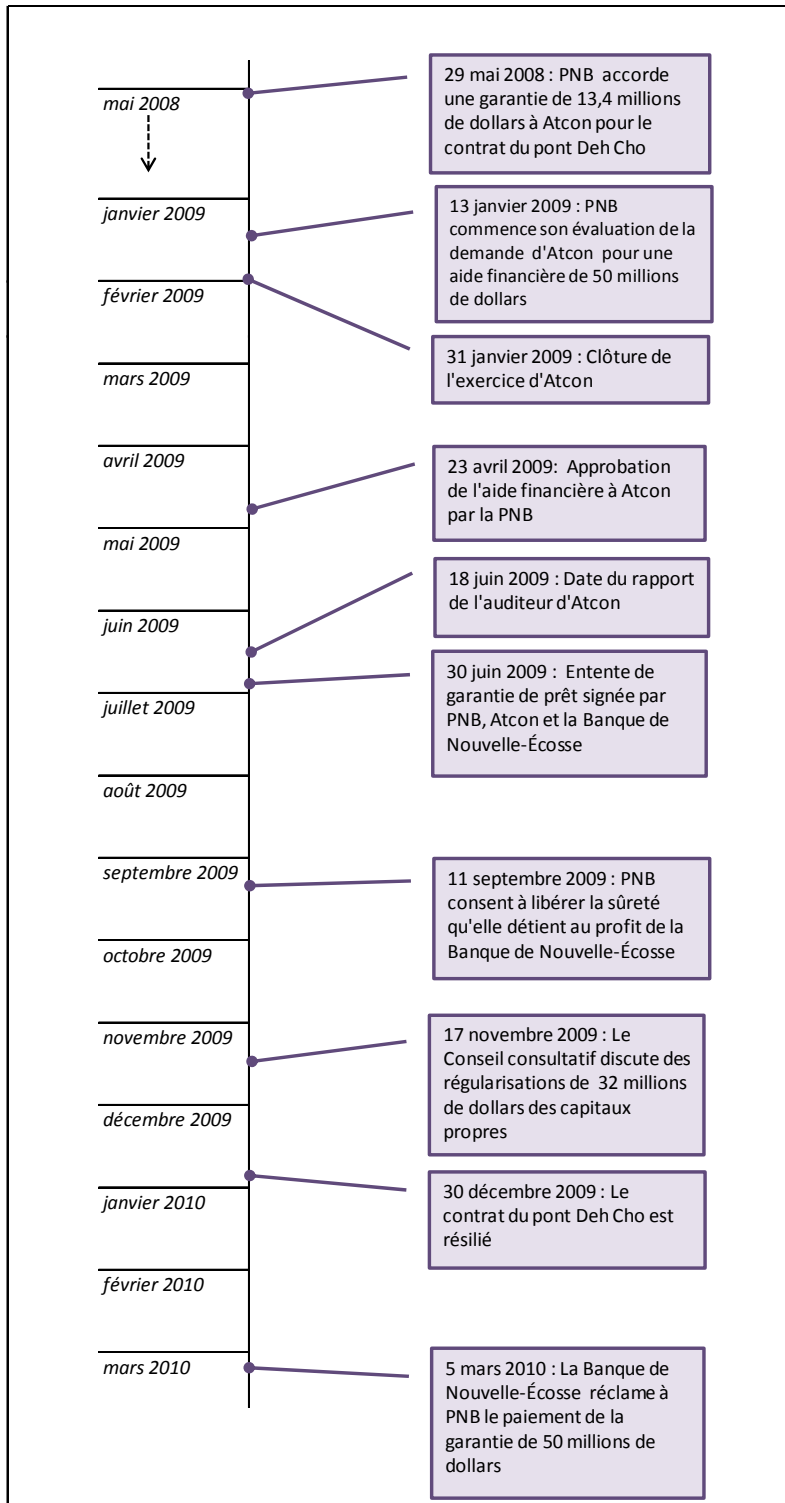 mai 2008
29 mai 2008 : PNB accorde
une garantie de 13,4 millions
de dollars à Atcon pour le
contrat du pont Deh Cho
janvier 2009
13 janvier 2009 : PNB
commence son évaluation de la
demande d'Atcon pour une
aide financière de 50 millions
de dollars
février 2009
31 janvier 2009 : Clôture de
l'exercice d'Atcon
mars 2009
avril 2009
23 avril 2009: Approbation
de l'aide financière à Atcon
par la PNB
mai 2009
18 juin 2009 : Date du rapport
de l'auditeur d'Atcon
juin 2009
30 juin 2009 : Entente de
garantie de prêt signée par
PNB, Atcon et la Banque de
Nouvelle-Écosse
juillet 2009
août 2009
septembre 2009
11 septembre 2009 : PNB
consent à libérer la sûreté
qu'elle détient au profit de la
Banque de Nouvelle-Écosse
octobre 2009
novembre 2009
17 novembre 2009 : Le
Conseil consultatif discute des
régularisations de 32 millions
de dollars des capitaux
propres
décembre 2009
30 décembre 2009 : Le
contrat du pont Deh Cho est
résilié
janvier 2010
février 2010
mars 2010
5 mars 2010 : La Banque de
Nouvelle-Écosse réclame à
PNB le paiement de la
garantie de 50 millions de
dollars